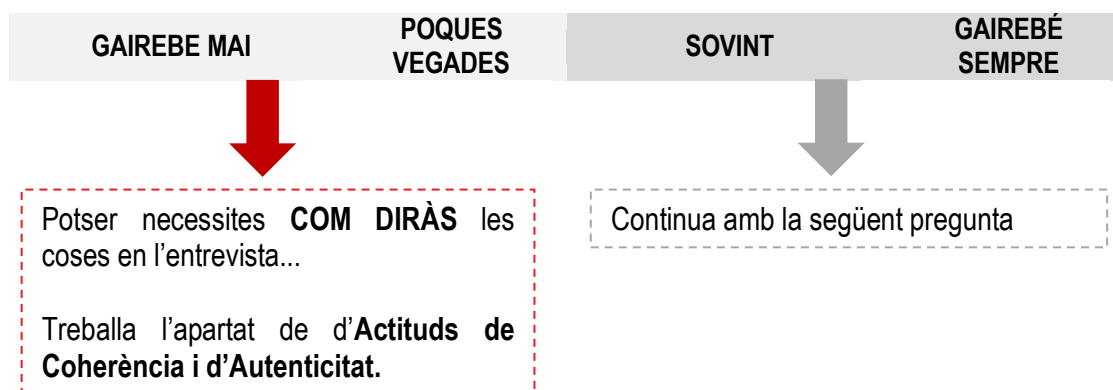 GAIREBE MAI
POQUES
VEGADES
SOVINT
GAIREBÉ
SEMPRE
Potser necessites COM DIRÀS les
coses en l’entrevista...
Treballa l’apartat de d’Actituds de
Coherència i d’Autenticitat.
Continua amb la següent pregunta